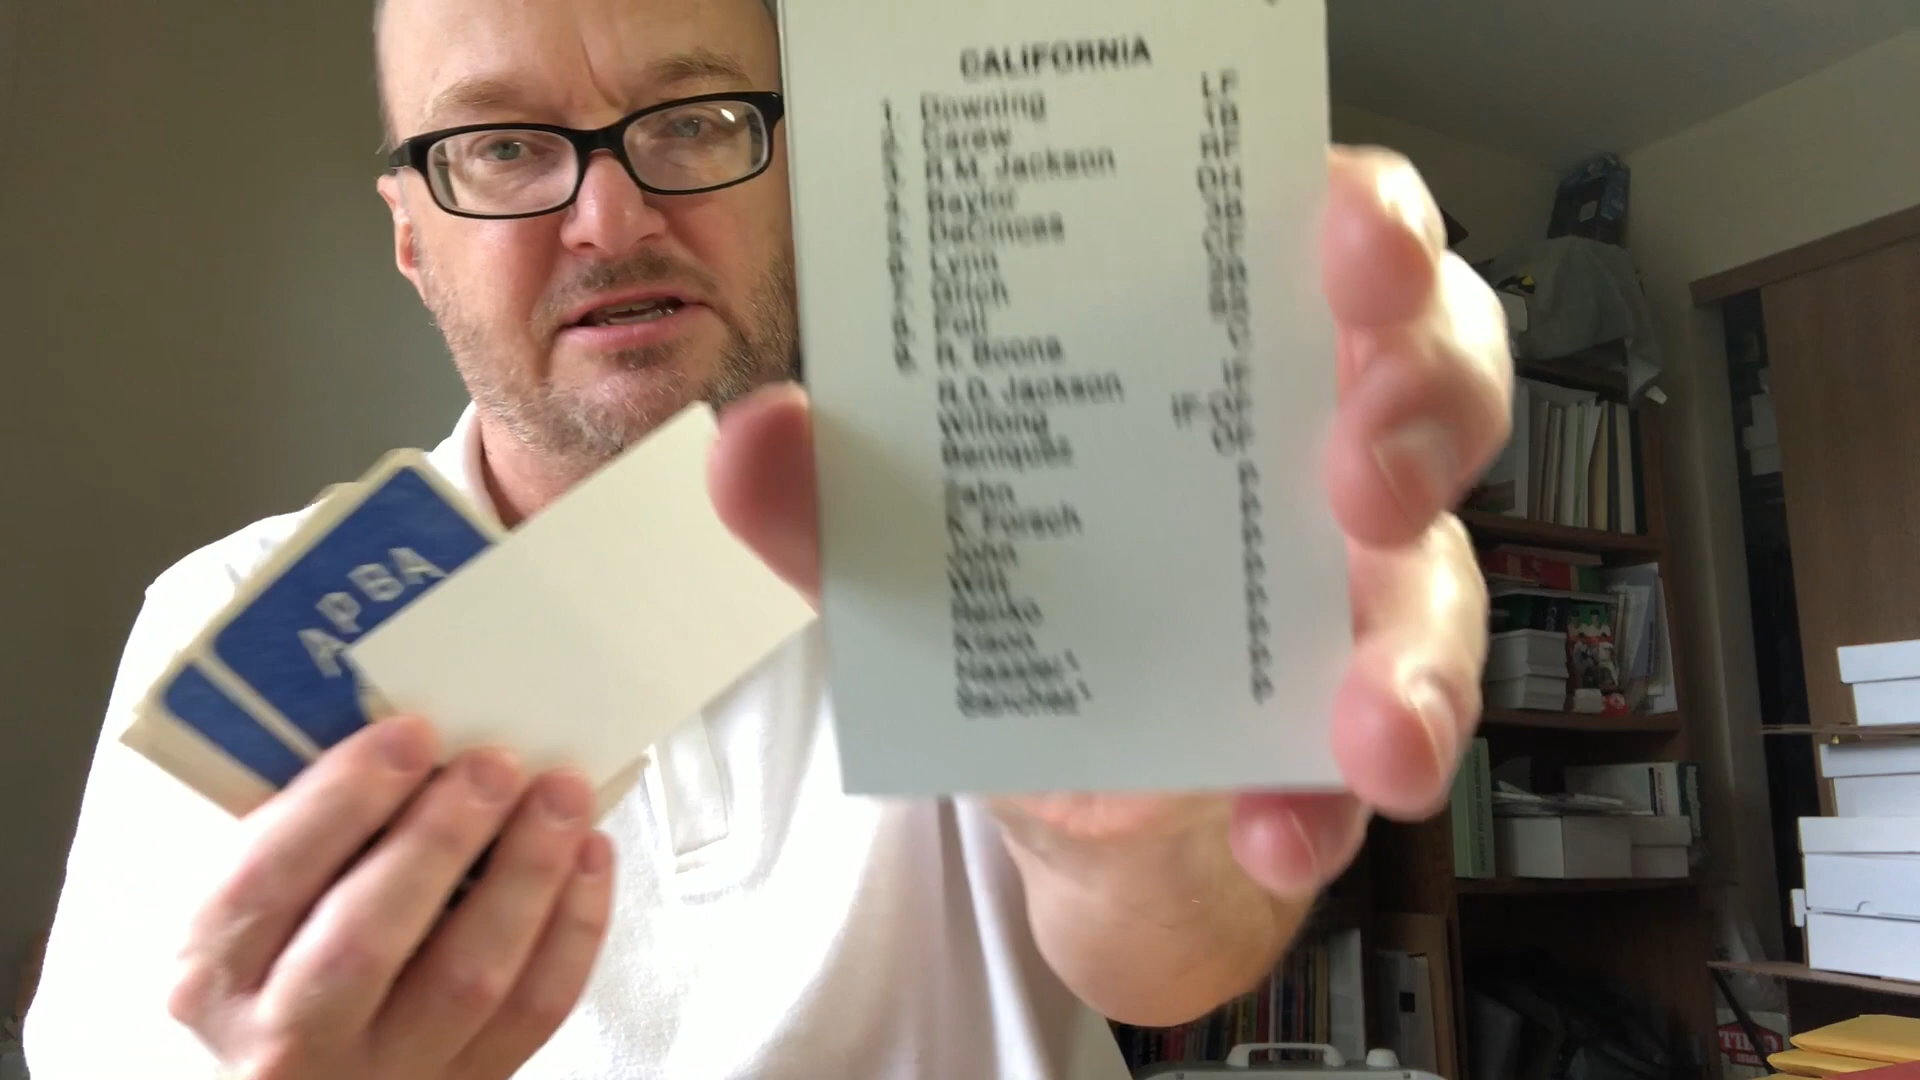 CALIFORNIA
1. Downing LF
2. Carew 1B
3. R.M. Jackson RF
4. Baylor DH
5. DeCinces 3B
6. Lynn CF
7. Grich 2B
8. Foli SS
9. R. Boone C
R.D. Jackson IF
Wilfong IF-OF
Beniquez OF
Zahn
K. Forsch
John
Witt
Renko
Kison
Hassler
Sanchez
APBA